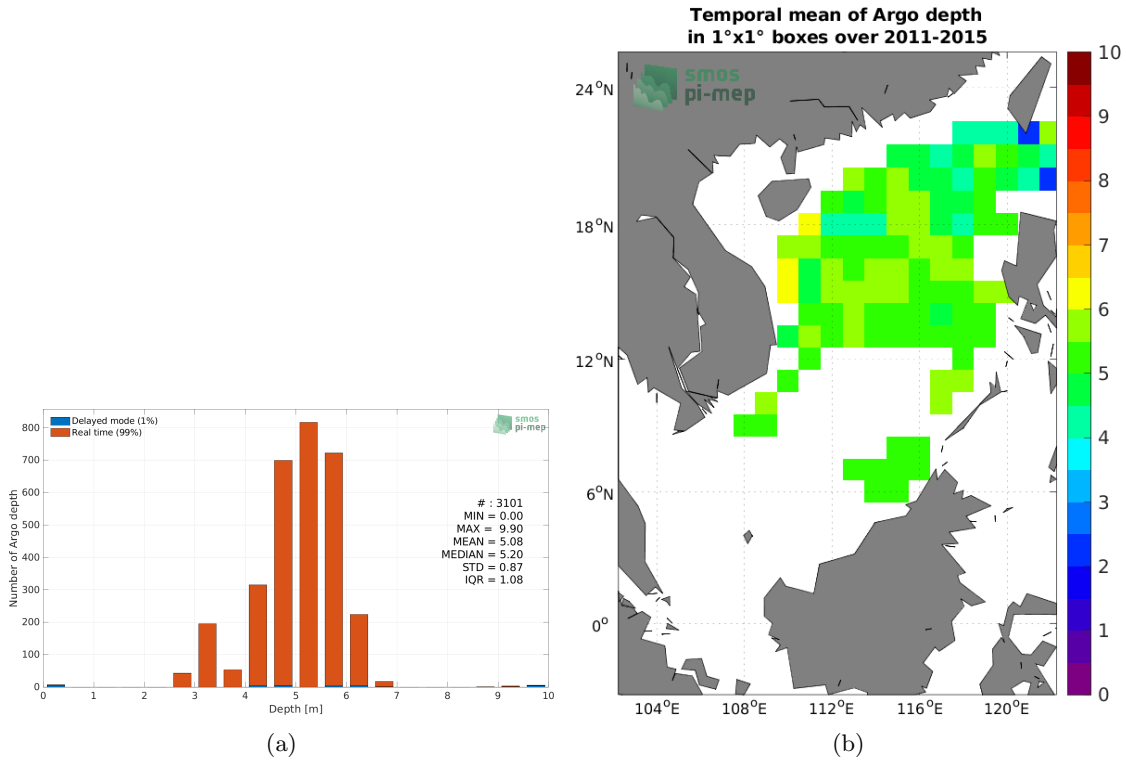 Delayed mode (1%)
Real time (99%)
smos
pi-mep
# : 3101
MIN = 0.00
MAX = 9.90
MEAN = 5.08
MEDIAN = 5.20
STD = 0.87
IQR = 1.08
Number of Argo depth
800
700
600
500
400
300
200
100
0
0 1 2 3 4 5 6 7 8 9 10
Depth [m]
(a)
Temporal mean of Argo depth
in 1°x1° boxes over 2011-2015
smos
pi-mep
24°N
18°N
12°N
6°N
0°
104°E 108°E 112°E 116°E 120°E
10
9
8
7
6
5
4
3
2
1
0
(b)